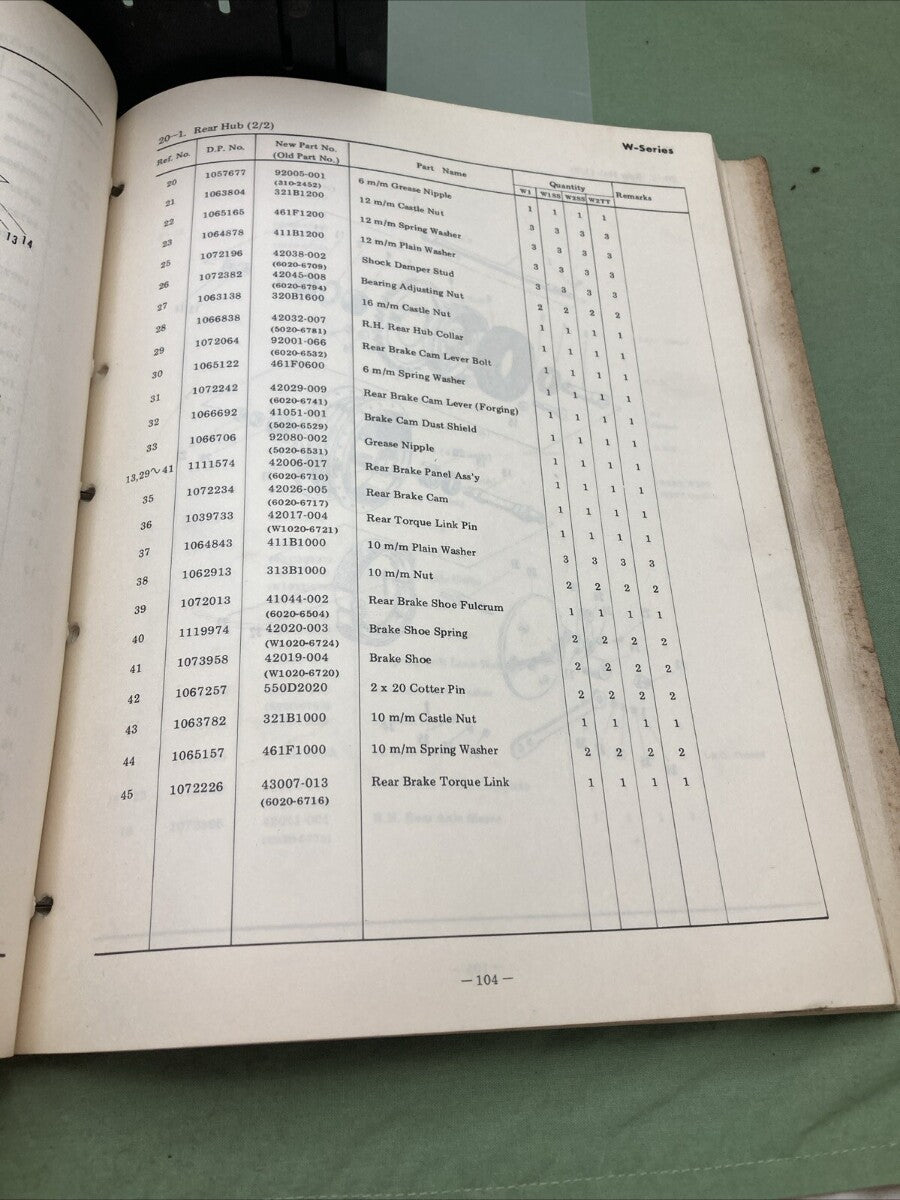 20-1. Rear Hub (2/2)
W-Series
Ref. No. D.P. No. New Part No. (Old Part No.) Part Name Quantity Remarks
W1 W1SS W2SS W2TT
20 1057677 92005-001 6 m/m Grease Nipple 1 1 1 1
(310-2452)
21 1063804 321B1200 12 m/m Castle Nut 3 3 3 3
22 1065165 461F1200 12 m/m Spring Washer 3 3 3 3
23 1064878 411B1200 12 m/m Plain Washer 3 3 3 3
25 1072196 42038-002 Shock Damper Stud 3 3 3 3
(6020-6709)
26 1072382 42045-008 Bearing Adjusting Nut 2 2 2 2
(6020-6794)
27 1063138 320B1600 16 m/m Castle Nut 1 1 1 1
28 1066838 42032-007 R.H. Rear Hub Collar 1 1 1 1
(5020-6781)
29 1072064 92001-066 Rear Brake Cam Lever Bolt 1 1 1 1
(6020-6532)
30 1065122 461F0600 6 m/m Spring Washer 1 1 1 1
31 1072242 42029-009 Rear Brake Cam Lever (Forging) 1 1 1 1
(6020-6741)
32 1066692 41051-001 Brake Cam Dust Shield 1 1 1 1
(5020-6529)
33 1066706 92080-002 Grease Nipple 1 1 1 1
(5020-6531)
13,29~41 1111574 42006-017 Rear Brake Panel Ass'y 1 1 1 1
(6020-6710)
35 1072234 42026-005 Rear Brake Cam 1 1 1 1
(6020-6717)
36 1039733 42017-004 Rear Torque Link Pin 1 1 1 1
(W1020-6721)
37 1064843 411B1000 10 m/m Plain Washer 3 3 3 3
38 1062913 313B1000 10 m/m Nut 2 2 2 2
39 1072013 41044-002 Rear Brake Shoe Fulcrum 1 1 1 1
(6020-6504)
40 1119974 42020-003 Brake Shoe Spring 2 2 2 2
(W1020-6724)
41 1073958 42019-004 Brake Shoe 2 2 2 2
(W1020-6720)
42 1067257 550D2020 2 x 20 Cotter Pin 2 2 2 2
43 1063782 321B1000 10 m/m Castle Nut 1 1 1 1
44 1065157 461F1000 10 m/m Spring Washer 2 2 2 2
45 1072226 43007-013 Rear Brake Torque Link 1 1 1 1
(6020-6716)
— 104 —
13 14